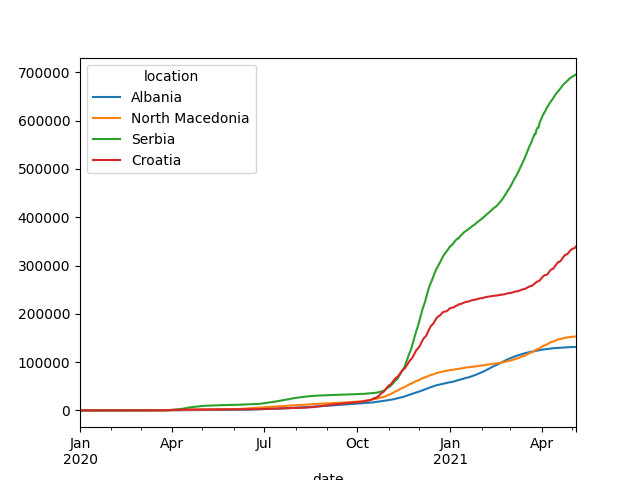 700000
600000
500000
400000
300000
200000
100000
0
location
Albania
North Macedonia
Serbia
Croatia
Jan Apr Jul Oct Jan Apr
2020 2021
date